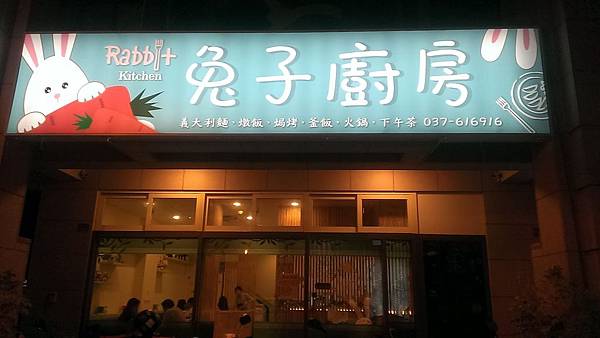 Rabbit
Kitchen
兔子廚房
義大利麵·燉飯·焗烤·釜飯·火鍋·下午茶 037-616916